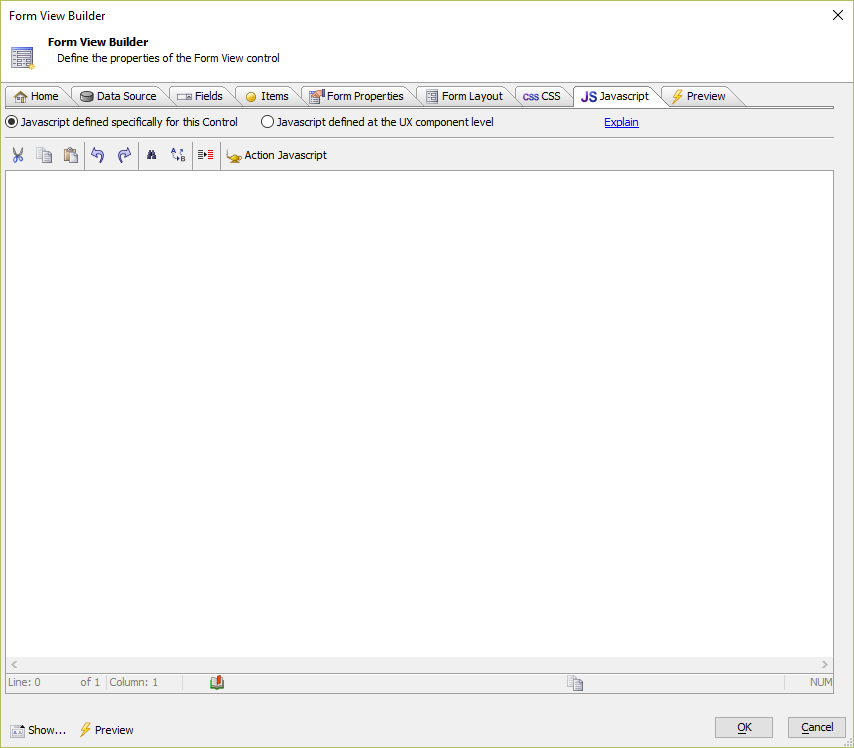 Form View Builder
Form View Builder
Define the properties of the Form View control
Home Data Source Fields Items Form Properties Form Layout CSS CSS JS Javascript Preview
Javascript defined specifically for this Control Javascript defined at the UX component level Explain
A B Action Javascript
Line: 0 of 1 Column: 1 NUM
Show... Preview OK Cancel